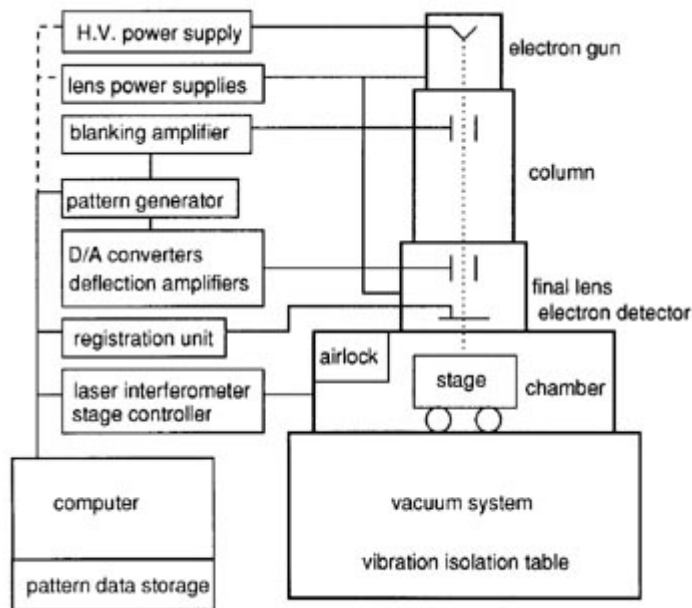 H.V. power supply
electron gun
lens power supplies
blanking amplifier
column
pattern generator
D/A converters
deflection amplifiers
final lens
electron detector
registration unit
airlock
stage
chamber
laser interferometer
stage controller
computer
vacuum system
vibration isolation table
pattern data storage